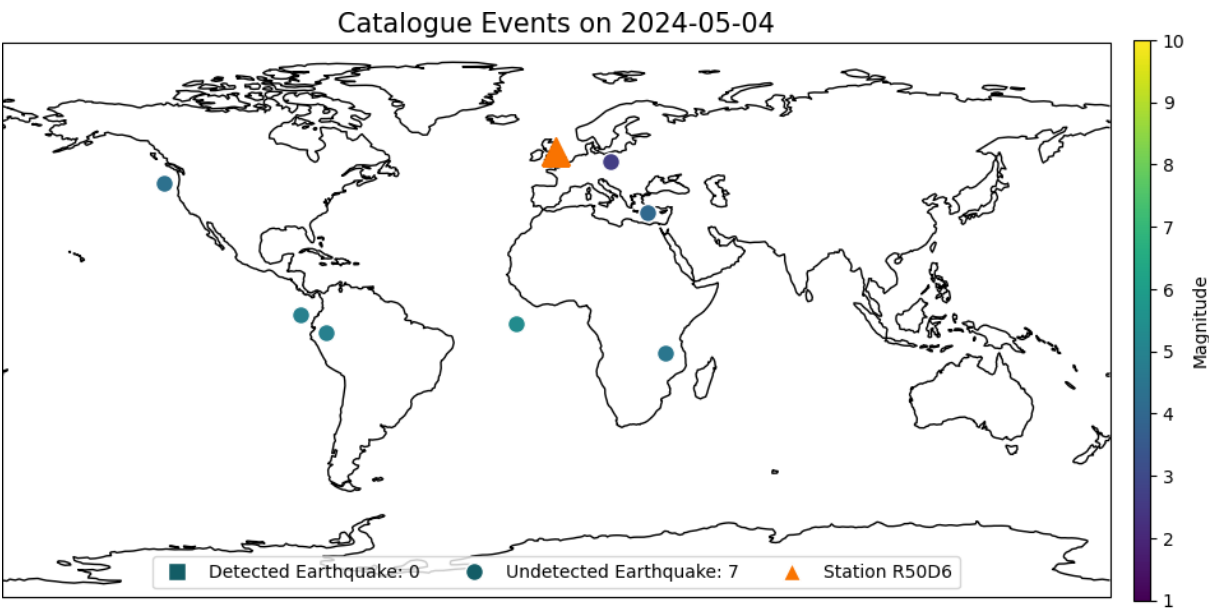 Catalogue Events on 2024-05-04
10
9
8
7
6
5
4
3
2
1
Magnitude
Detected Earthquake: 0
Undetected Earthquake: 7
Station R50D6